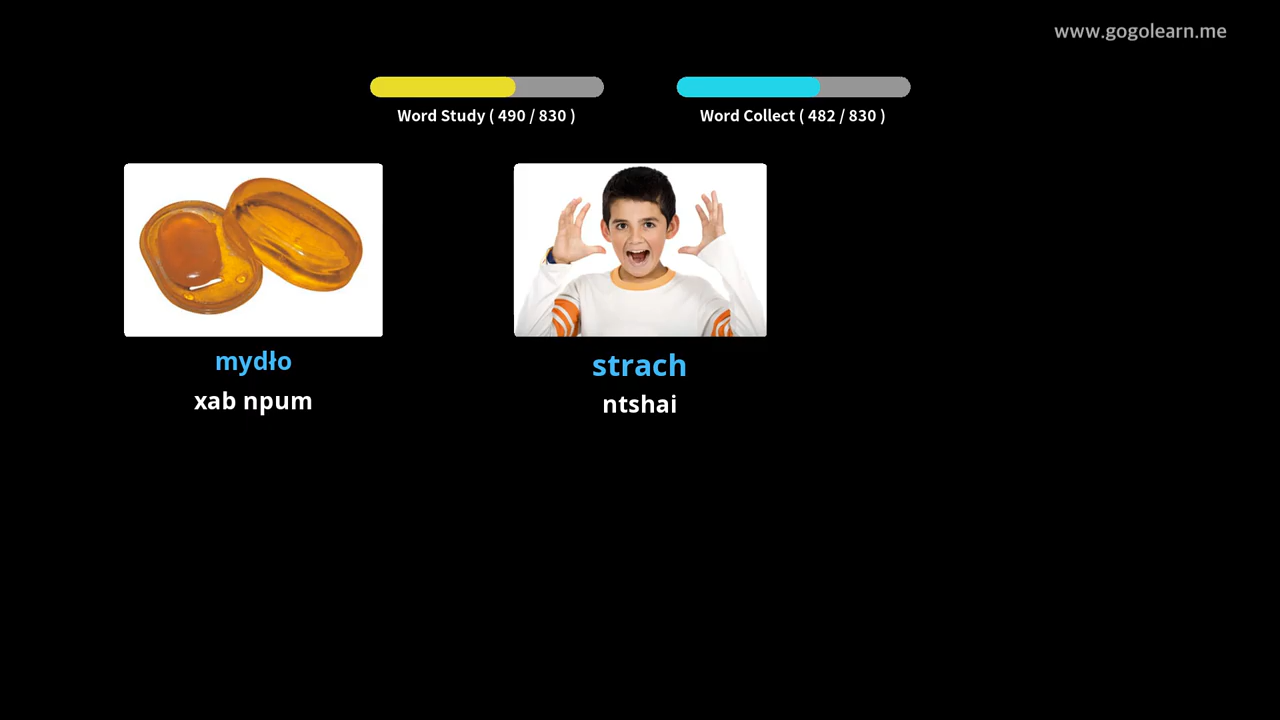 www.gogolearn.me
Word Study ( 490 / 830 )
Word Collect ( 482 / 830 )
mydło
xab npum
strach
ntshai